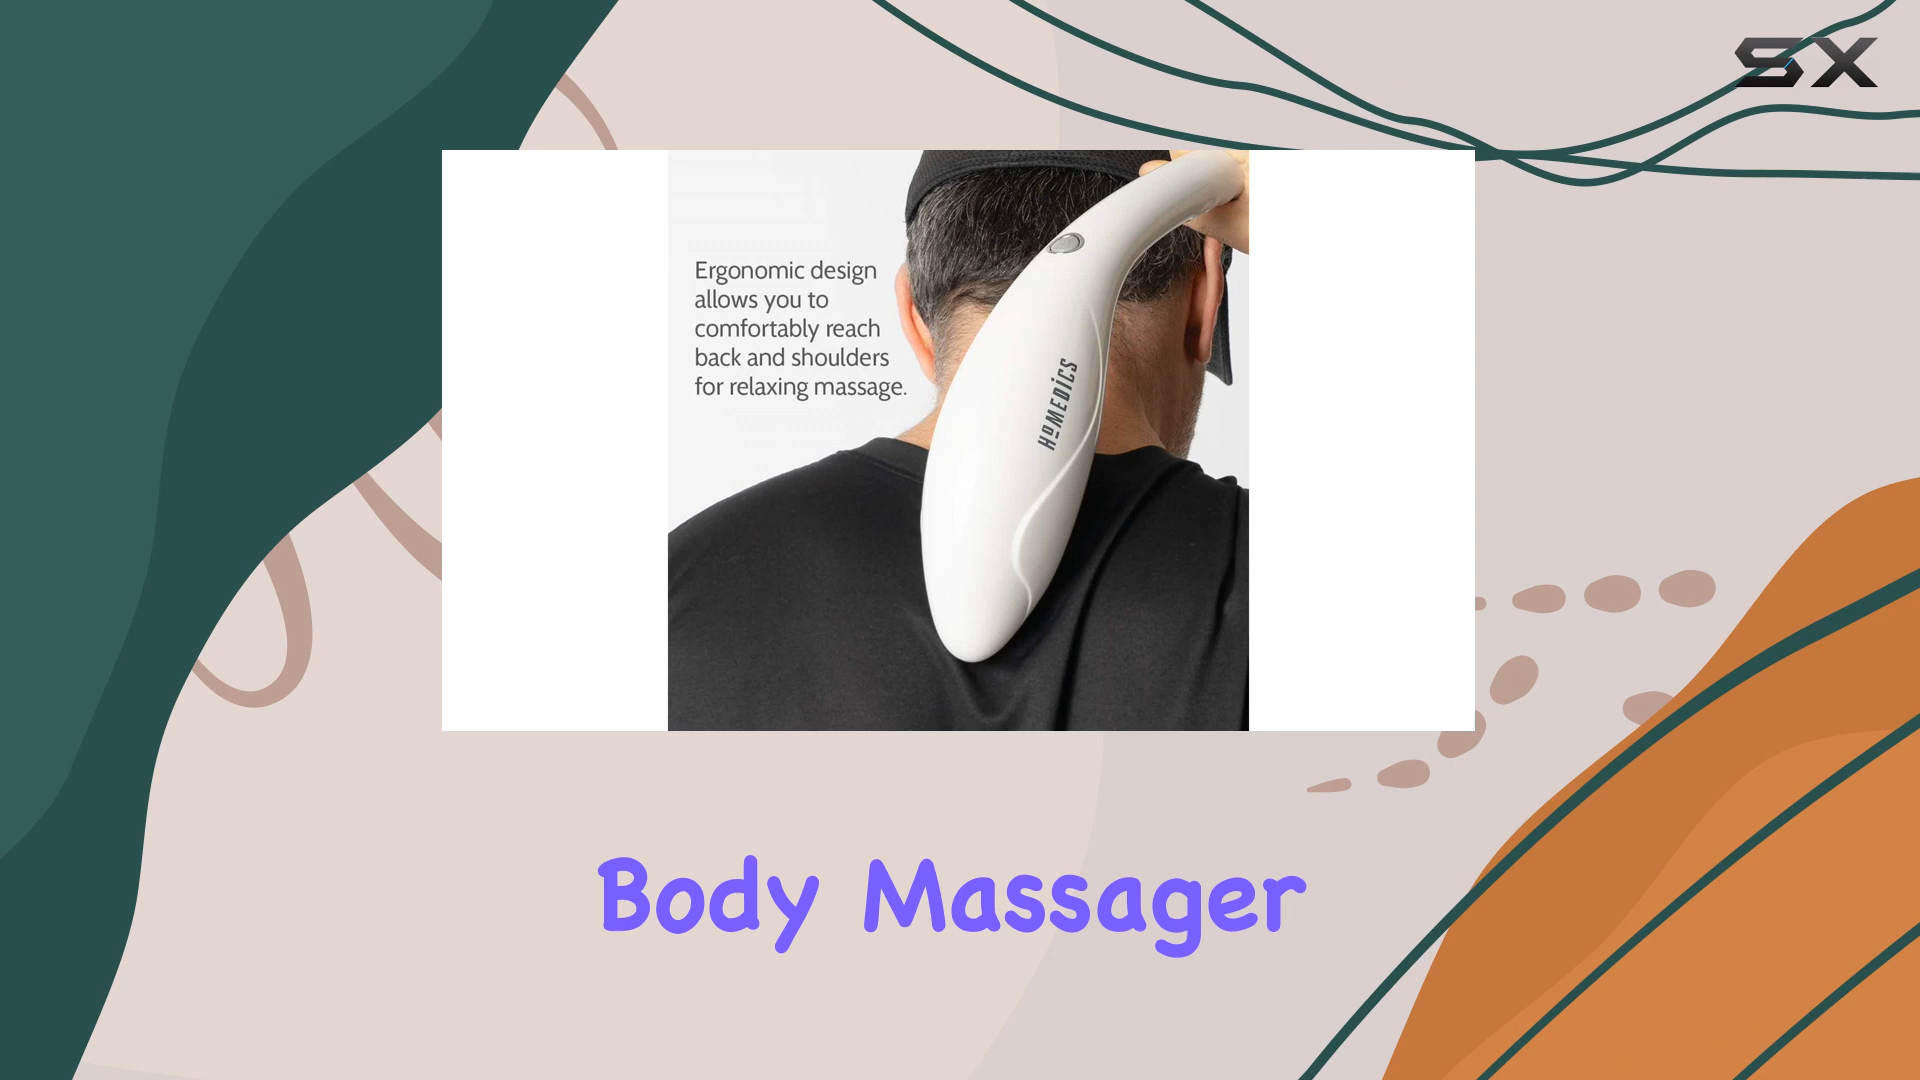 SX
Ergonomic design
allows you to
comfortably reach
back and shoulders
for relaxing massage.
HoMEDiCS
Body Massager